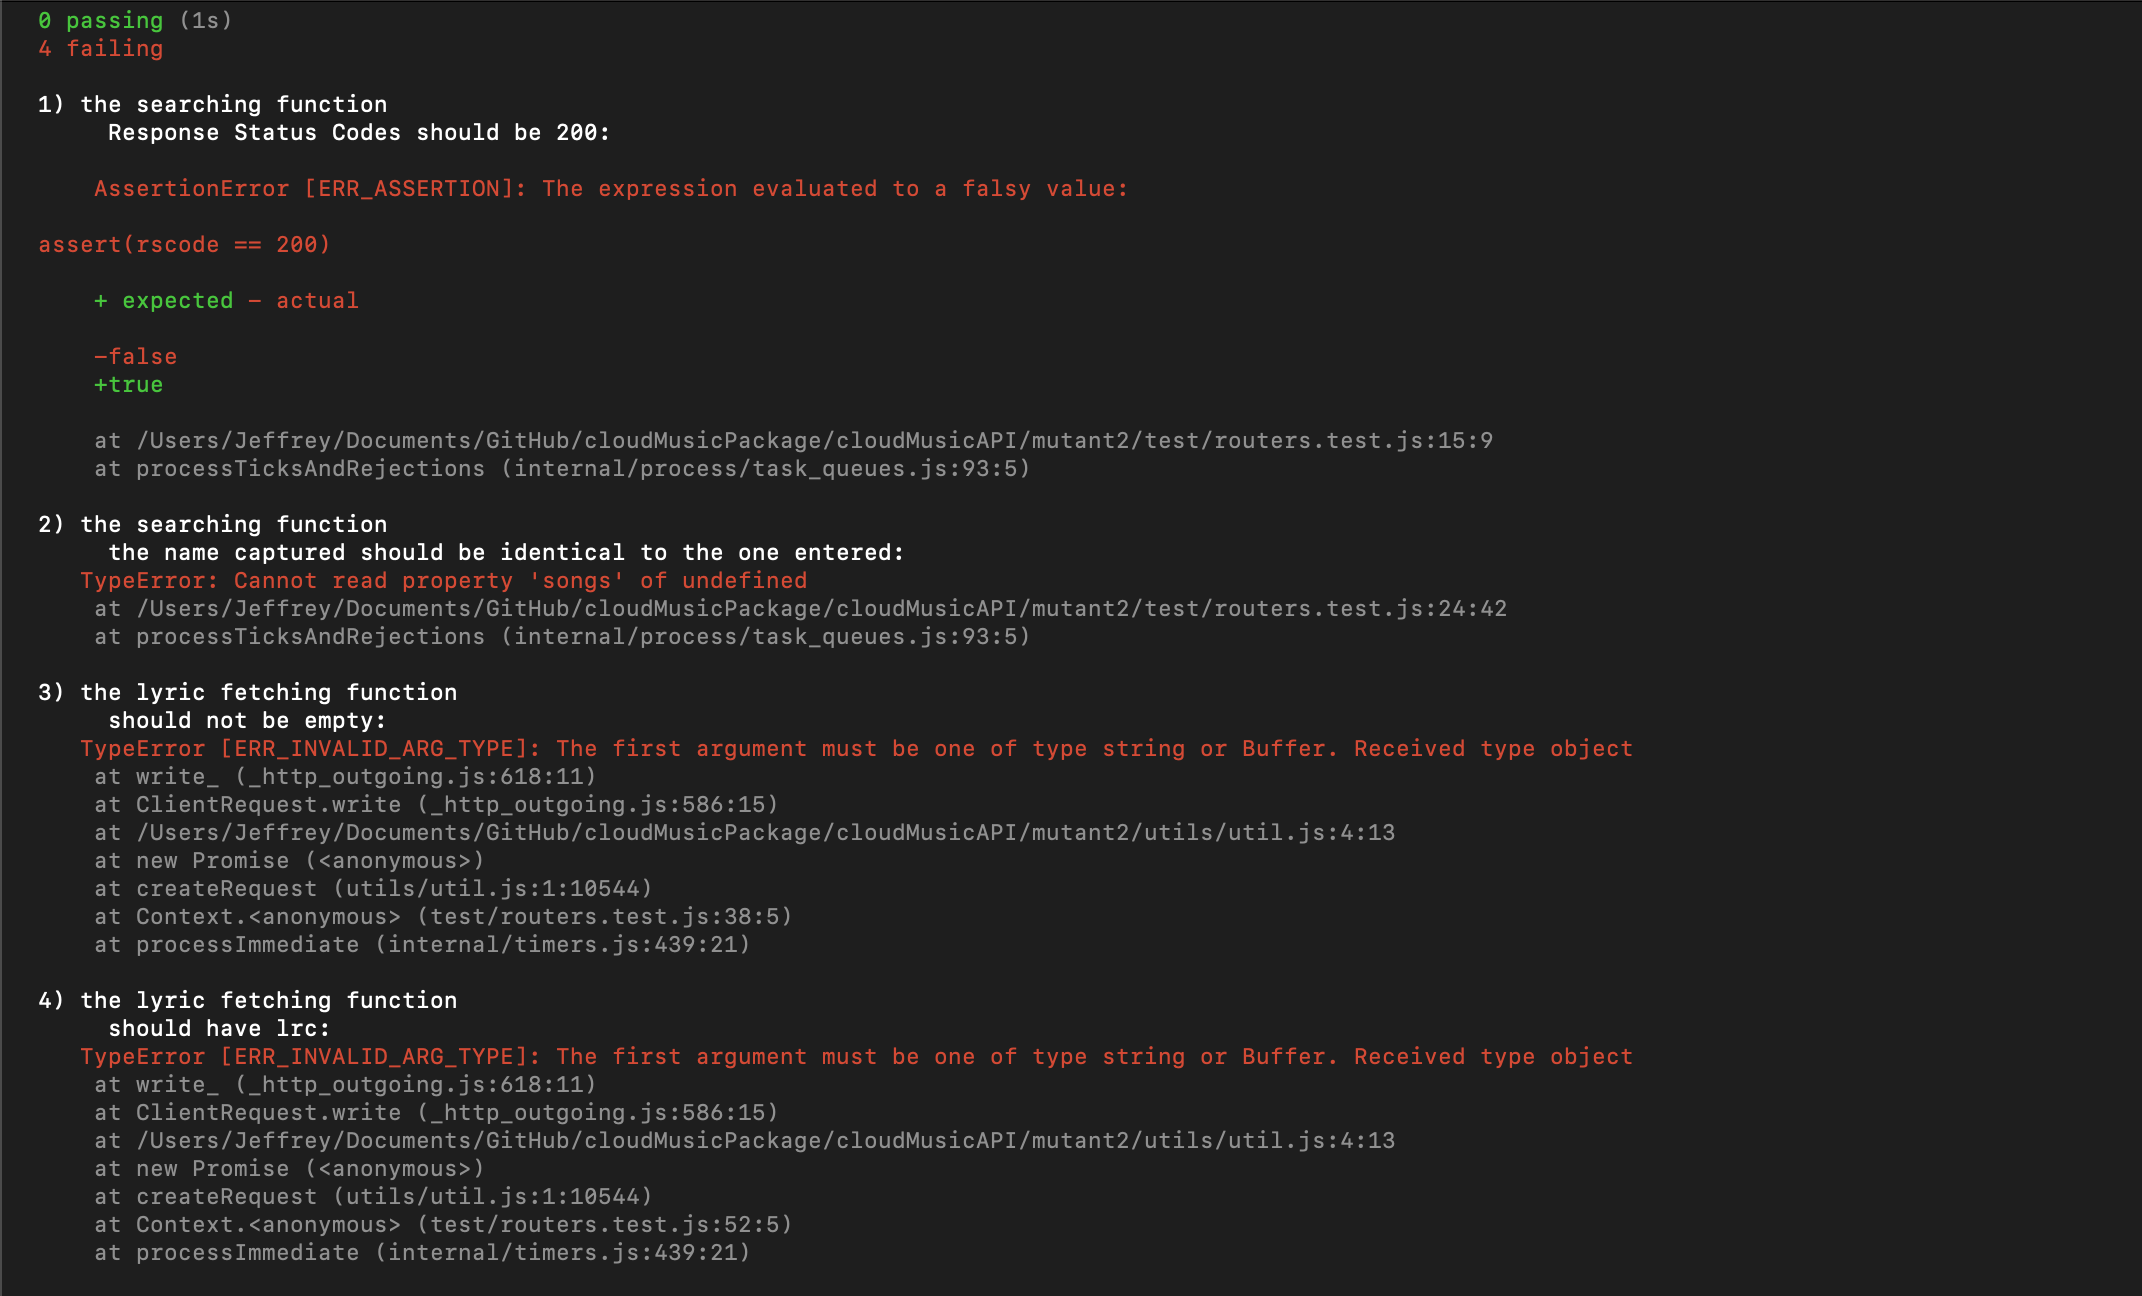 0 passing (1s)
4 failing
1) the searching function
Response Status Codes should be 200:
AssertionError [ERR_ASSERTION]: The expression evaluated to a falsy value:
assert(rscode == 200)
+ expected - actual
-false
+true
at /Users/Jeffrey/Documents/GitHub/cloudMusicPackage/cloudMusicAPI/mutant2/test/routers.test.js:15:9
at processTicksAndRejections (internal/process/task_queues.js:93:5)
2) the searching function
the name captured should be identical to the one entered:
TypeError: Cannot read property 'songs' of undefined
at /Users/Jeffrey/Documents/GitHub/cloudMusicPackage/cloudMusicAPI/mutant2/test/routers.test.js:24:42
at processTicksAndRejections (internal/process/task_queues.js:93:5)
3) the lyric fetching function
should not be empty:
TypeError [ERR_INVALID_ARG_TYPE]: The first argument must be one of type string or Buffer. Received type object
at write_ (_http_outgoing.js:618:11)
at ClientRequest.write (_http_outgoing.js:586:15)
at /Users/Jeffrey/Documents/GitHub/cloudMusicPackage/cloudMusicAPI/mutant2/utils/util.js:4:13
at new Promise (<anonymous>)
at createRequest (utils/util.js:1:10544)
at Context.<anonymous> (test/routers.test.js:38:5)
at processImmediate (internal/timers.js:439:21)
4) the lyric fetching function
should have lrc:
TypeError [ERR_INVALID_ARG_TYPE]: The first argument must be one of type string or Buffer. Received type object
at write_ (_http_outgoing.js:618:11)
at ClientRequest.write (_http_outgoing.js:586:15)
at /Users/Jeffrey/Documents/GitHub/cloudMusicPackage/cloudMusicAPI/mutant2/utils/util.js:4:13
at new Promise (<anonymous>)
at createRequest (utils/util.js:1:10544)
at Context.<anonymous> (test/routers.test.js:52:5)
at processImmediate (internal/timers.js:439:21)